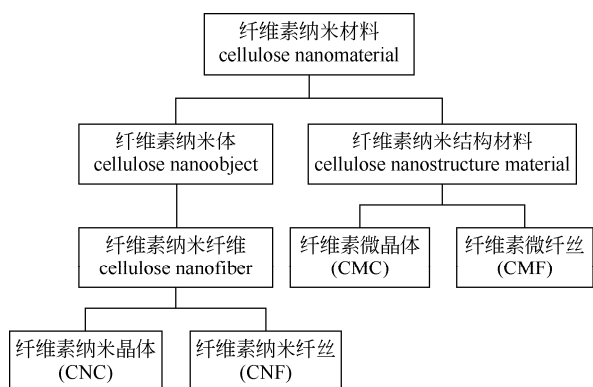 纤维素纳米材料
cellulose nanomaterial
纤维素纳米体
cellulose nanoobject
纤维素纳米结构材料
cellulose nanostructure material
纤维素纳米纤维
cellulose nanofiber
纤维素微晶体
(CMC)
纤维素微纤丝
(CMF)
纤维素纳米晶体
(CNC)
纤维素纳米纤丝
(CNF)